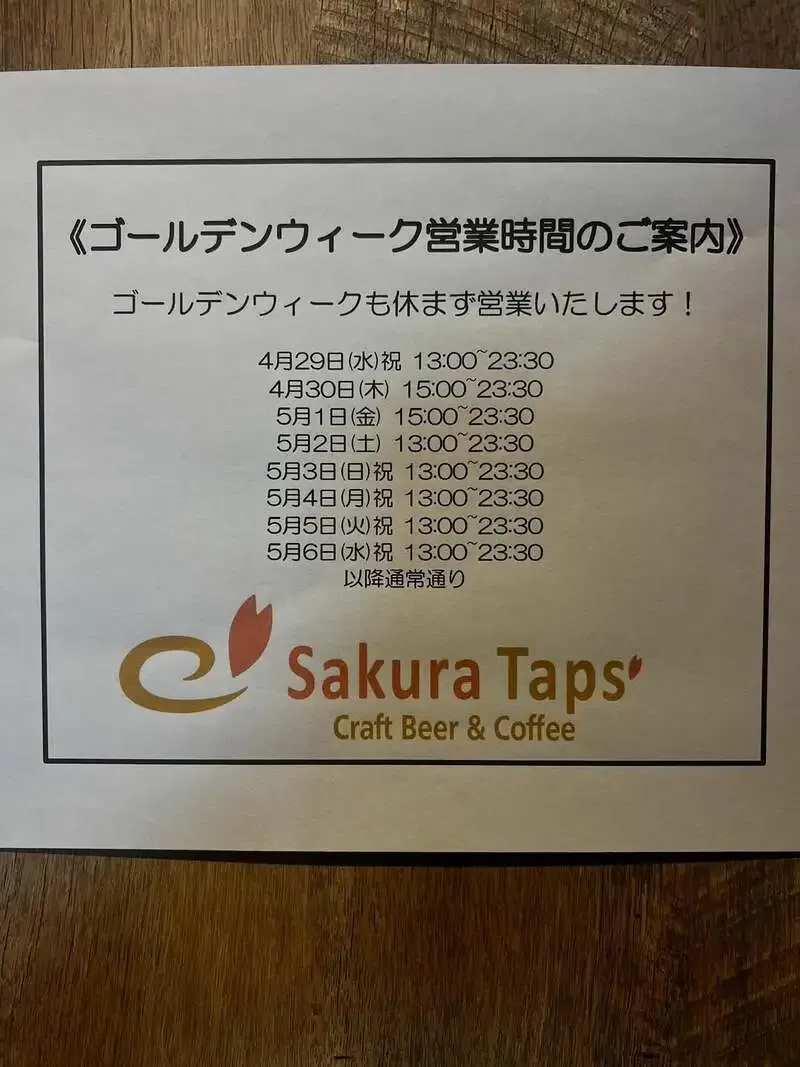 《ゴールデンウィーク営業時間のご案内》
ゴールデンウィークも休まず営業いたします！
4月29日(水)祝 13:00~23:30
4月30日(木) 15:00~23:30
5月1日(金) 15:00~23:30
5月2日(土) 13:00~23:30
5月3日(日)祝 13:00~23:30
5月4日(月)祝 13:00~23:30
5月5日(火)祝 13:00~23:30
5月6日(水)祝 13:00~23:30
以降通常通り
Sakura Taps
Craft Beer & Coffee